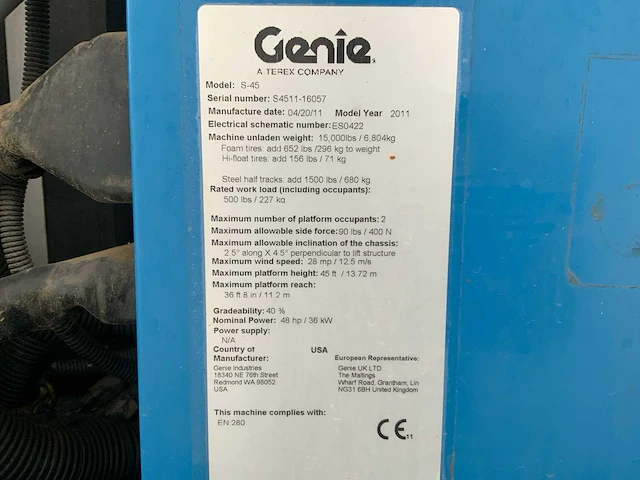 Genie
A TEREX COMPANY
Model: S-45
Serial number: S4511-16057
Manufacture date: 04/20/11 Model Year 2011
Electrical schematic number: ES0422
Machine unladen weight: 15,000lbs / 6,804kg
Foam tires: add 652 lbs /296 kg to weight
Hi-float tires: add 156 lbs / 71 kg
Steel half tracks: add 1500 lbs / 680 kg
Rated work load (including occupants):
500 lbs / 227 kg
Maximum number of platform occupants: 2
Maximum allowable side force: 90 lbs / 400 N
Maximum allowable inclination of the chassis:
2.5° along X 4.5° perpendicular to lift structure
Maximum wind speed: 28 mp / 12.5 m/s
Maximum platform height: 45 ft / 13.72 m
Maximum platform reach:
36 ft 8 in / 11.2 m
Gradeability: 40 %
Nominal Power: 48 hp / 36 kW
Power supply:
N/A
Country of USA
Manufacturer: European Representative:
Genie Industries Genie UK LTD
18340 NE 76th Street The Maltings
Redmond WA 98052 Wharf Road, Grantham, Lin
USA NG31 6BH United Kingdom
This machine complies with:
EN 280
CE 11